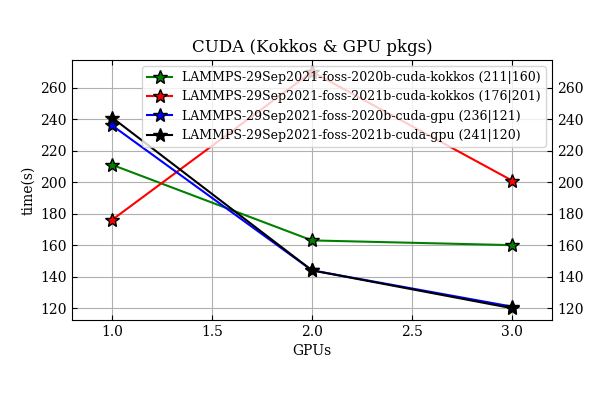 CUDA (Kokkos & GPU pkgs)
LAMMPS-29Sep2021-foss-2020b-cuda-kokkos (211|160)
LAMMPS-29Sep2021-foss-2021b-cuda-kokkos (176|201)
LAMMPS-29Sep2021-foss-2020b-cuda-gpu (236|121)
LAMMPS-29Sep2021-foss-2021b-cuda-gpu (241|120)
260 260
240 240
220 220
200 200
180 180
160 160
140 140
120 120
time(s)
1.0 1.5 2.0 2.5 3.0
GPUs